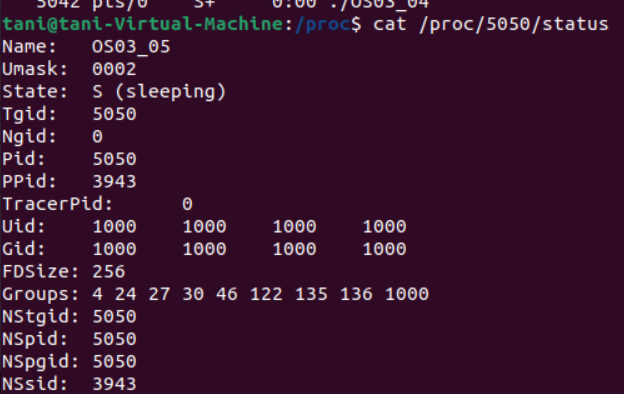 5042 pts/0    S+     0:00 ./OS03_04
tani@tani-Virtual-Machine:/proc$ cat /proc/5050/status
Name:   OS03_05
Umask:  0002
State:  S (sleeping)
Tgid:   5050
Ngid:   0
Pid:    5050
PPid:   3943
TracerPid:      0
Uid:    1000    1000    1000    1000
Gid:    1000    1000    1000    1000
FDSize: 256
Groups: 4 24 27 30 46 122 135 136 1000
NStgid: 5050
NSpid:  5050
NSpgid: 5050
NSsid:  3943